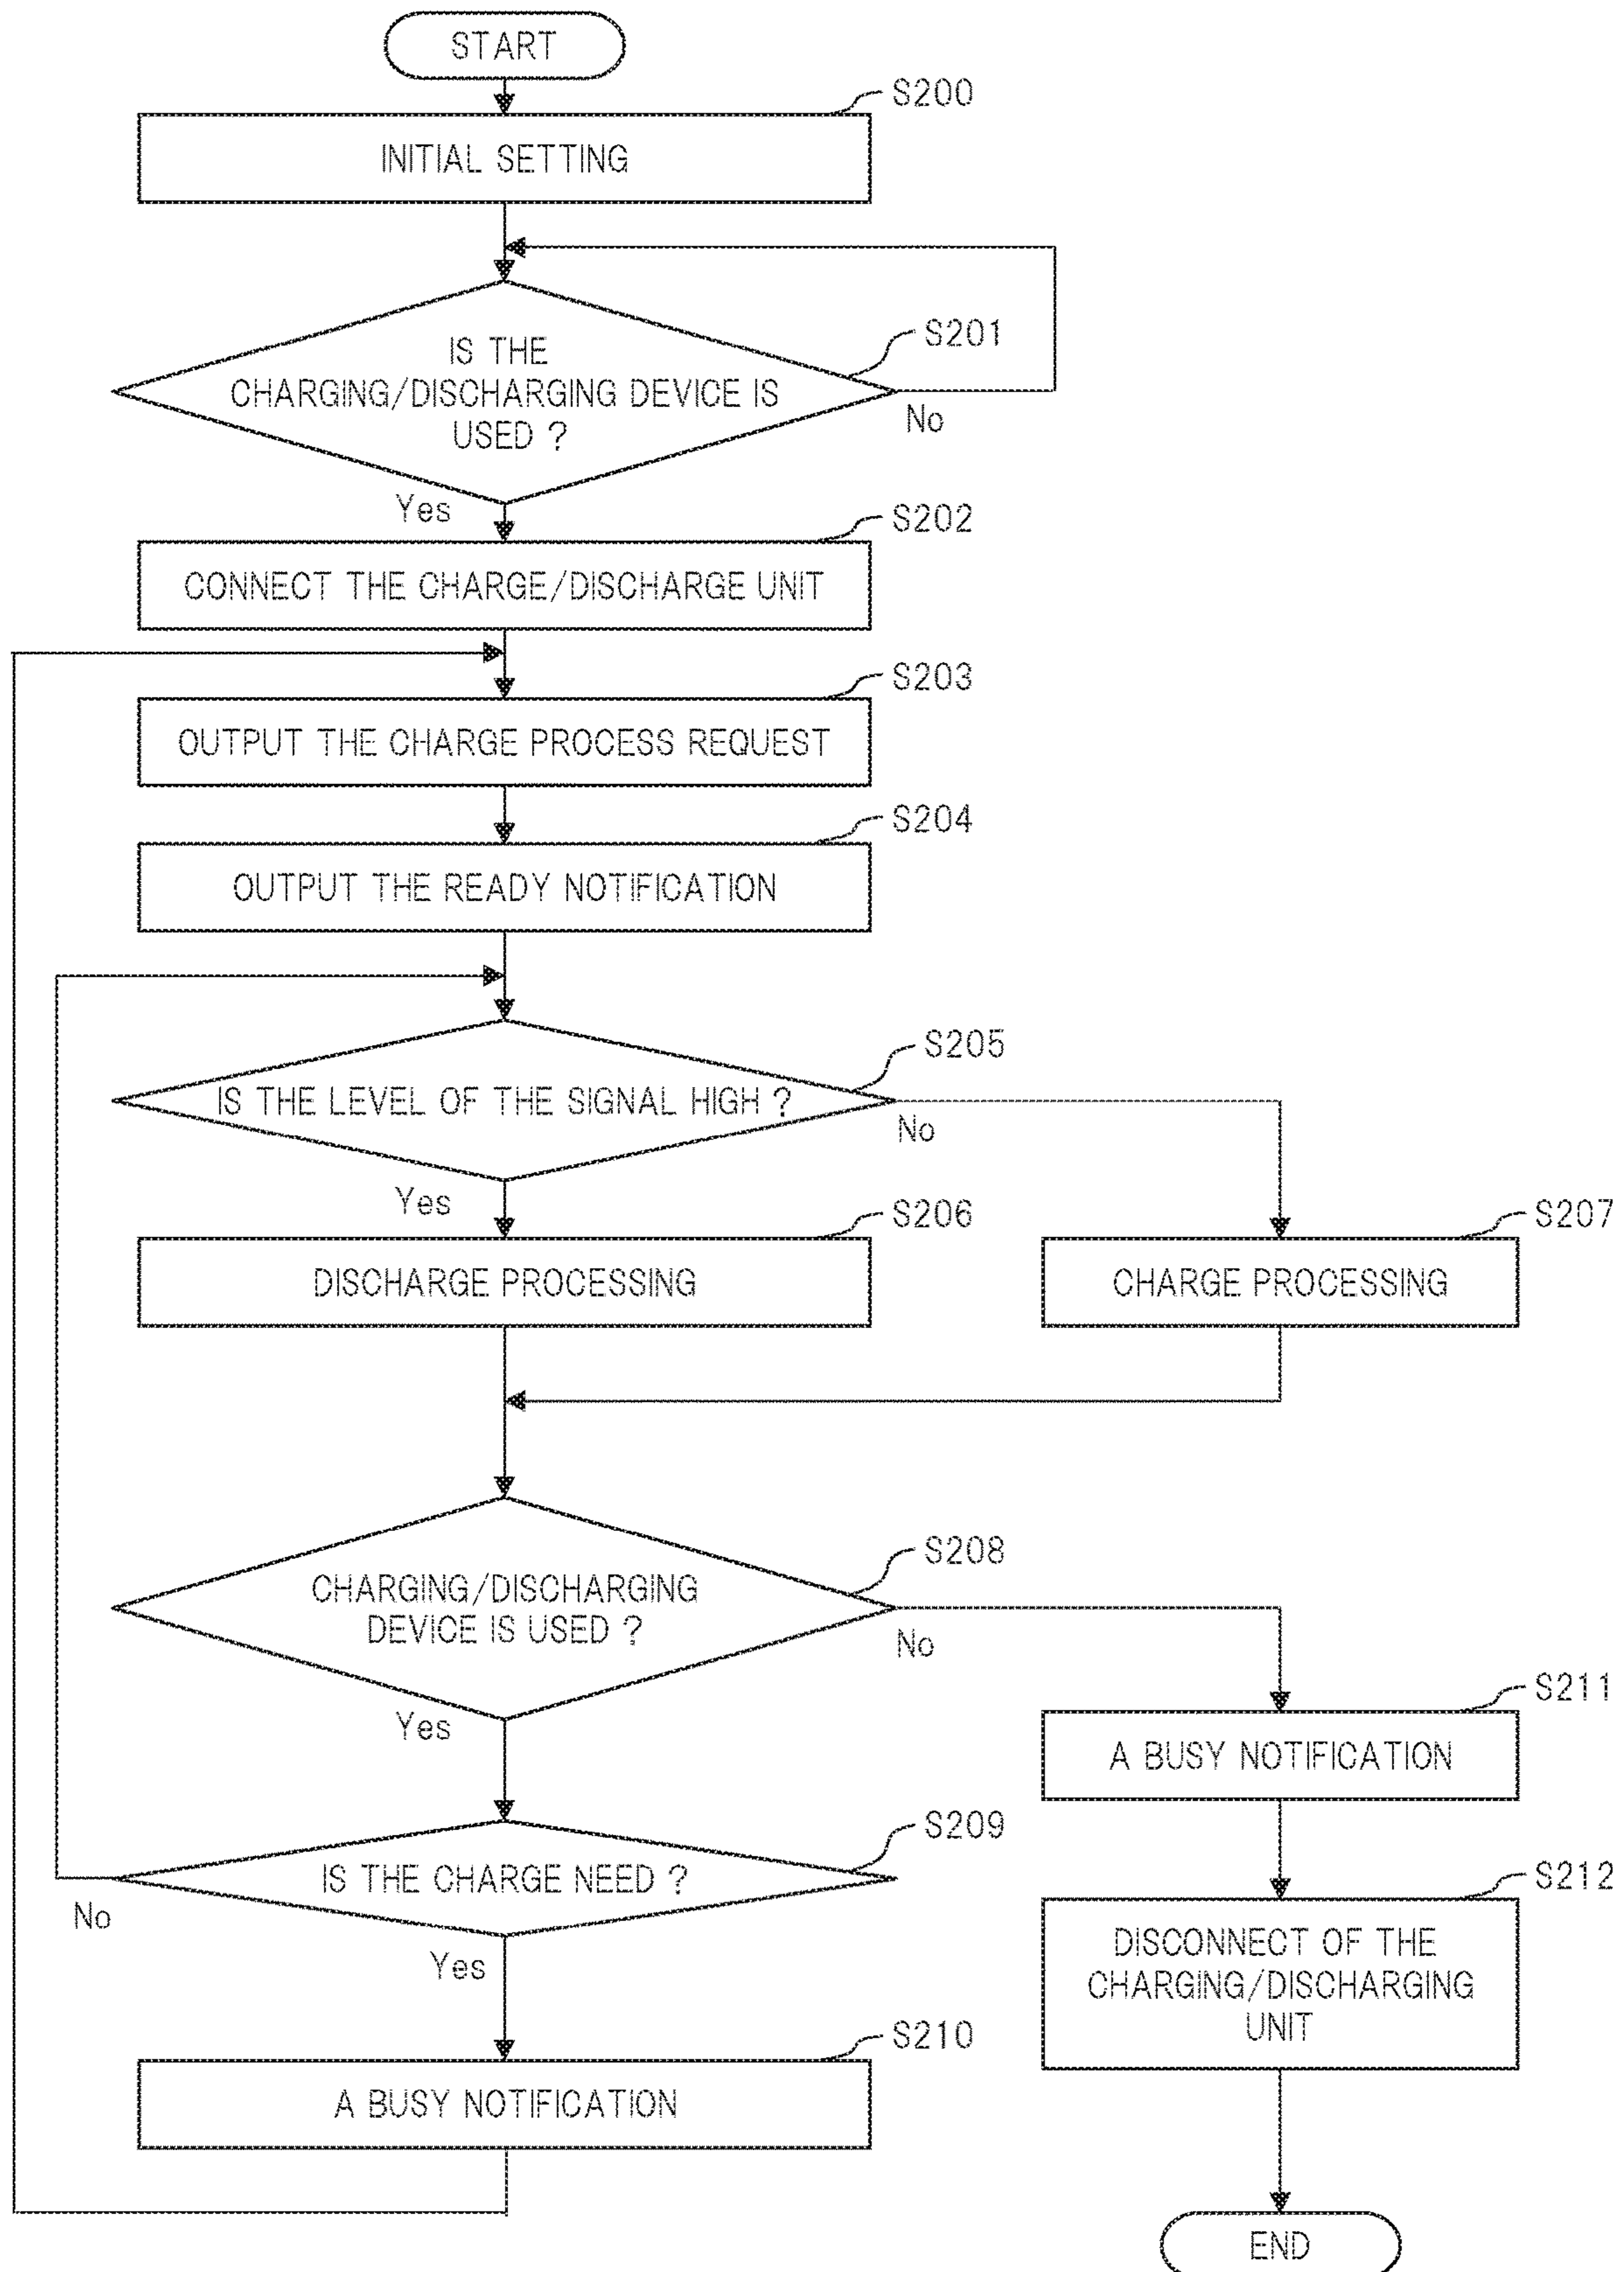 START
S200
INITIAL SETTING
S201
IS THE
CHARGING/DISCHARGING DEVICE IS
USED ?
No
Yes
S202
CONNECT THE CHARGE/DISCHARGE UNIT
S203
OUTPUT THE CHARGE PROCESS REQUEST
S204
OUTPUT THE READY NOTIFICATION
S205
IS THE LEVEL OF THE SIGNAL HIGH ?
No
Yes
S206
DISCHARGE PROCESSING
S207
CHARGE PROCESSING
S208
CHARGING/DISCHARGING
DEVICE IS USED ?
No
Yes
S211
A BUSY NOTIFICATION
S209
IS THE CHARGE NEED ?
No
Yes
S212
DISCONNECT OF THE
CHARGING/DISCHARGING
UNIT
S210
A BUSY NOTIFICATION
END